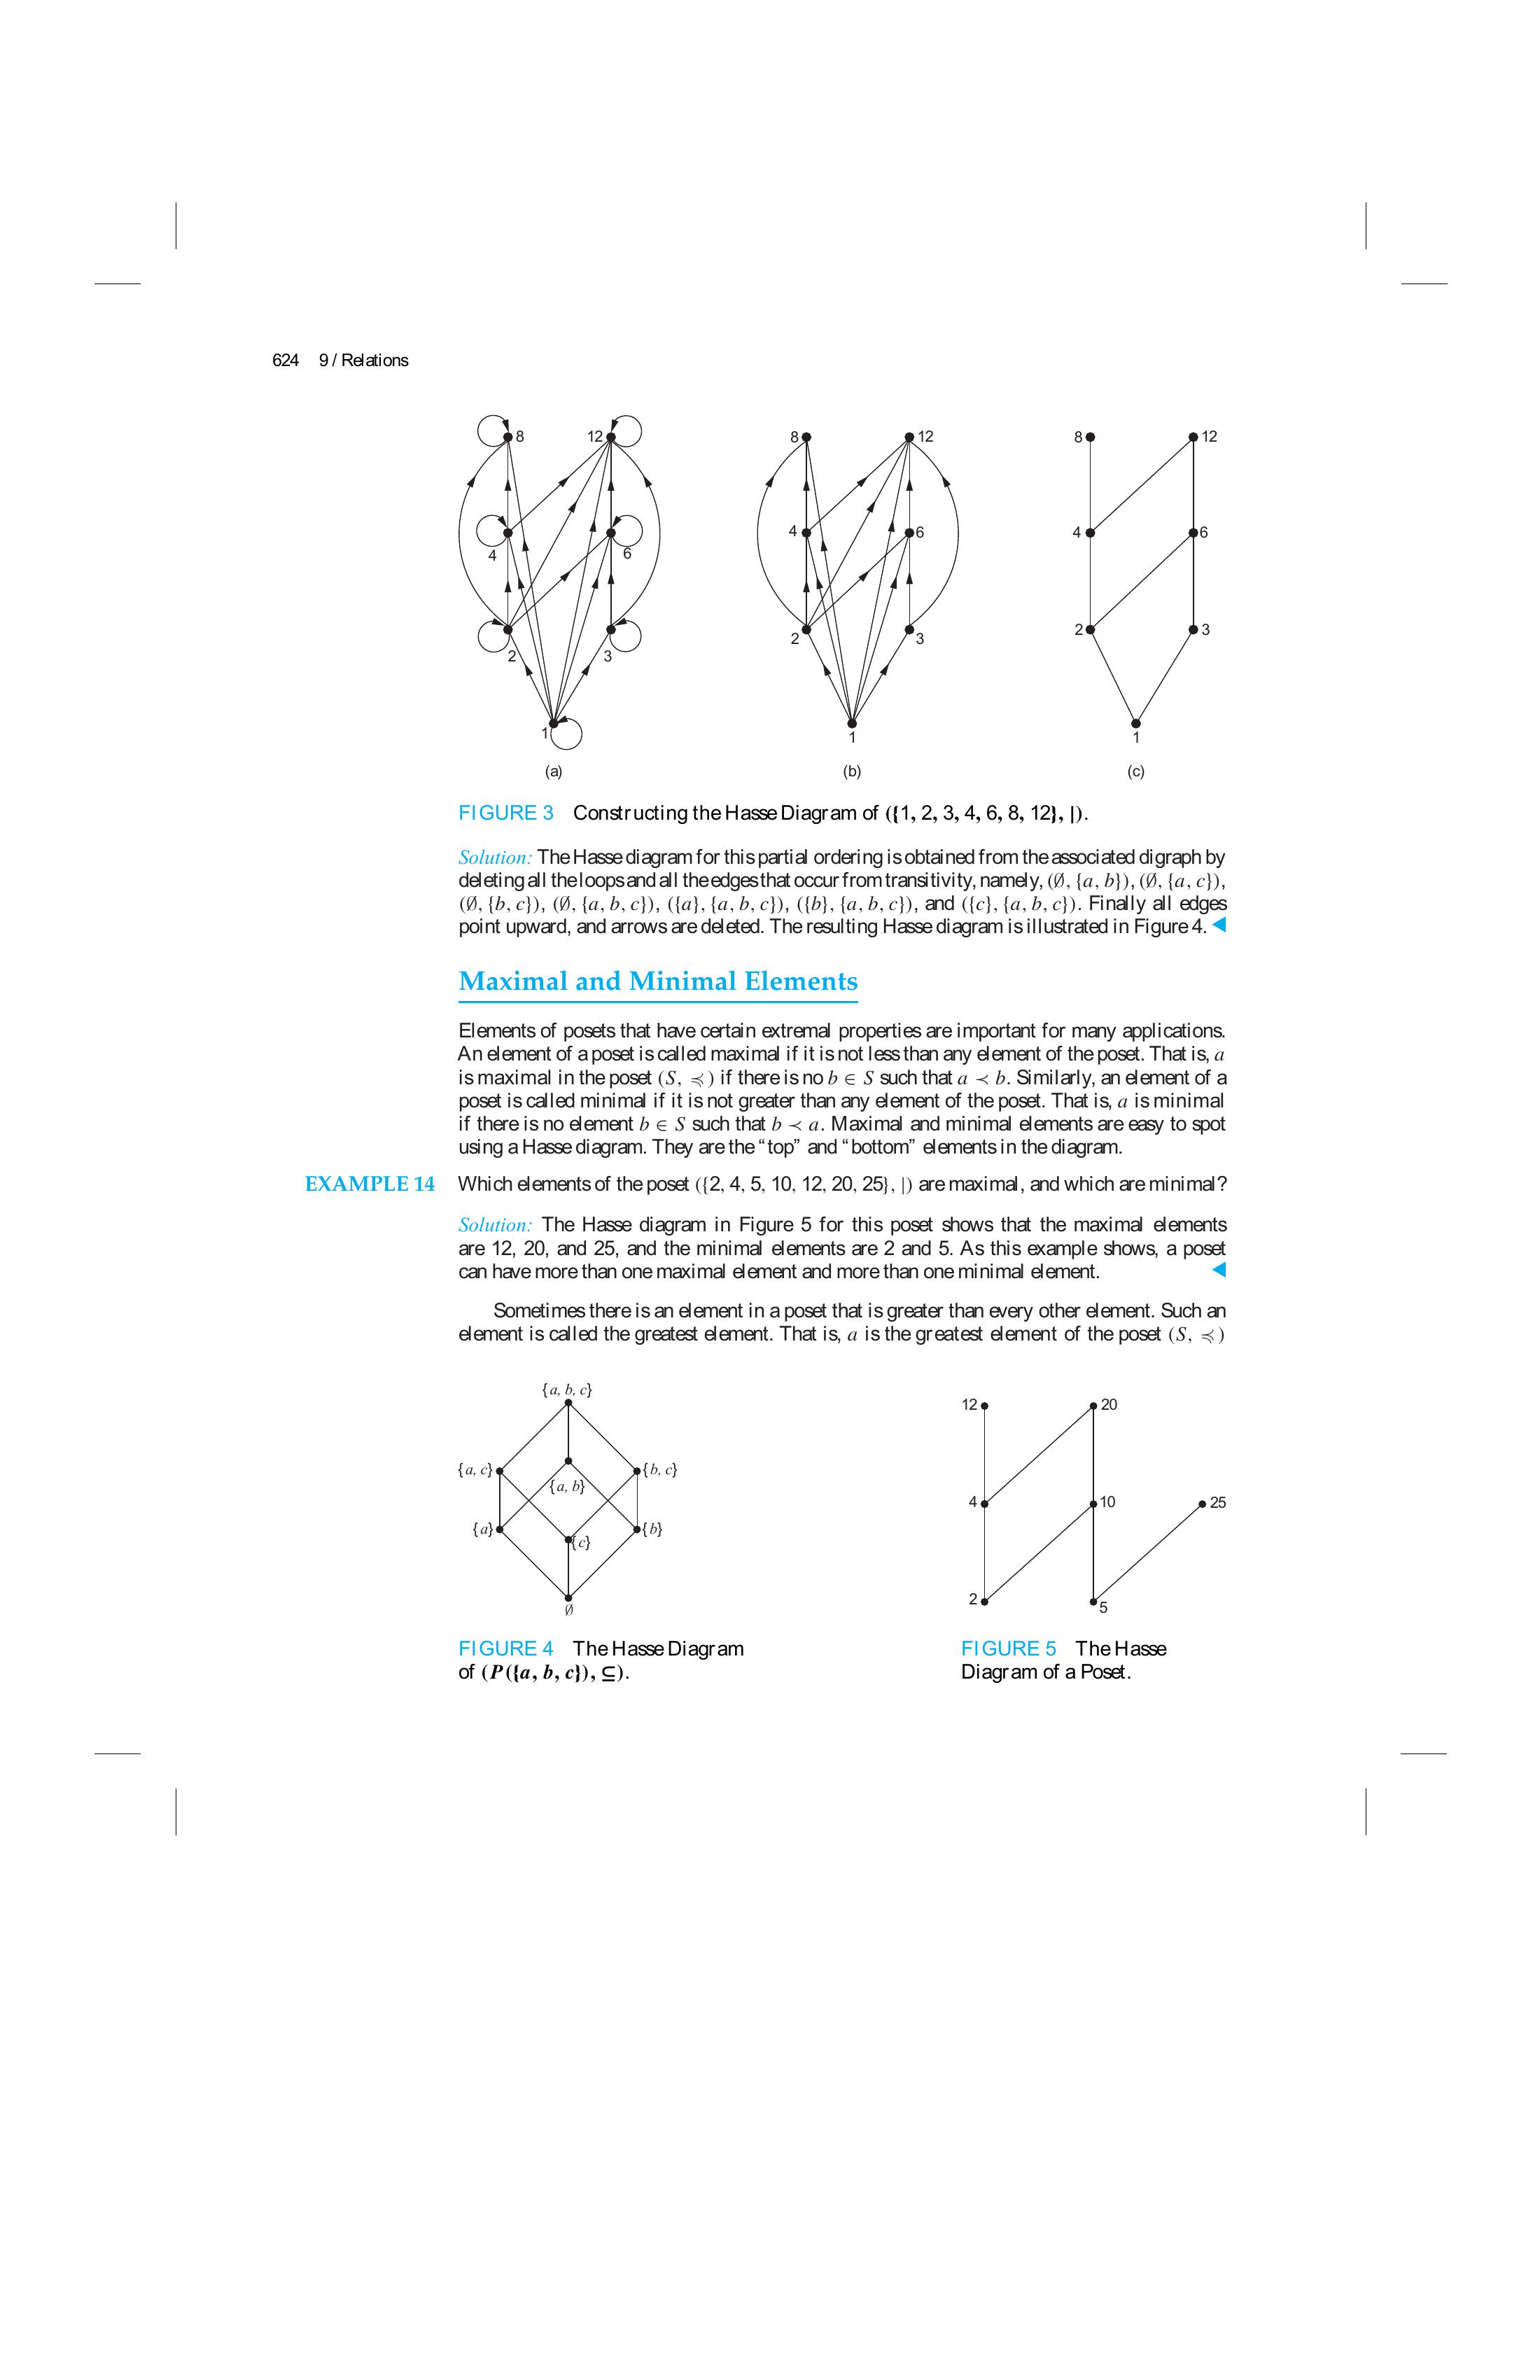 624 9 / Relations
8 12
4 6
2 3
1
(a)
8 12
4 6
2 3
1
(b)
8 12
4 6
2 3
1
(c)
FIGURE 3 Constructing the Hasse Diagram of ({1, 2, 3, 4, 6, 8, 12}, |).
Solution: The Hasse diagram for this partial ordering is obtained from the associated digraph by
deleting all the loops and all the edges that occur from transitivity, namely, (∅, {a, b}), (∅, {a, c}),
(∅, {b, c}), (∅, {a, b, c}), ({a}, {a, b, c}), ({b}, {a, b, c}), and ({c}, {a, b, c}). Finally all edges
point upward, and arrows are deleted. The resulting Hasse diagram is illustrated in Figure 4. ◀
Maximal and Minimal Elements
Elements of posets that have certain extremal properties are important for many applications.
An element of a poset is called maximal if it is not less than any element of the poset. That is, a
is maximal in the poset (S, ≼) if there is no b ∈ S such that a ≺ b. Similarly, an element of a
poset is called minimal if it is not greater than any element of the poset. That is, a is minimal
if there is no element b ∈ S such that b ≺ a. Maximal and minimal elements are easy to spot
using a Hasse diagram. They are the “top” and “bottom” elements in the diagram.
EXAMPLE 14 Which elements of the poset ({2, 4, 5, 10, 12, 20, 25}, |) are maximal, and which are minimal?
Solution: The Hasse diagram in Figure 5 for this poset shows that the maximal elements
are 12, 20, and 25, and the minimal elements are 2 and 5. As this example shows, a poset
can have more than one maximal element and more than one minimal element. ◀
Sometimes there is an element in a poset that is greater than every other element. Such an
element is called the greatest element. That is, a is the greatest element of the poset (S, ≼)
{a, b, c}
{a, c} {b, c}
{a, b}
{a} {b}
{c}
∅
FIGURE 4 The Hasse Diagram
of (P({a, b, c}), ⊆).
12 20
4 10 25
2 5
FIGURE 5 The Hasse
Diagram of a Poset.